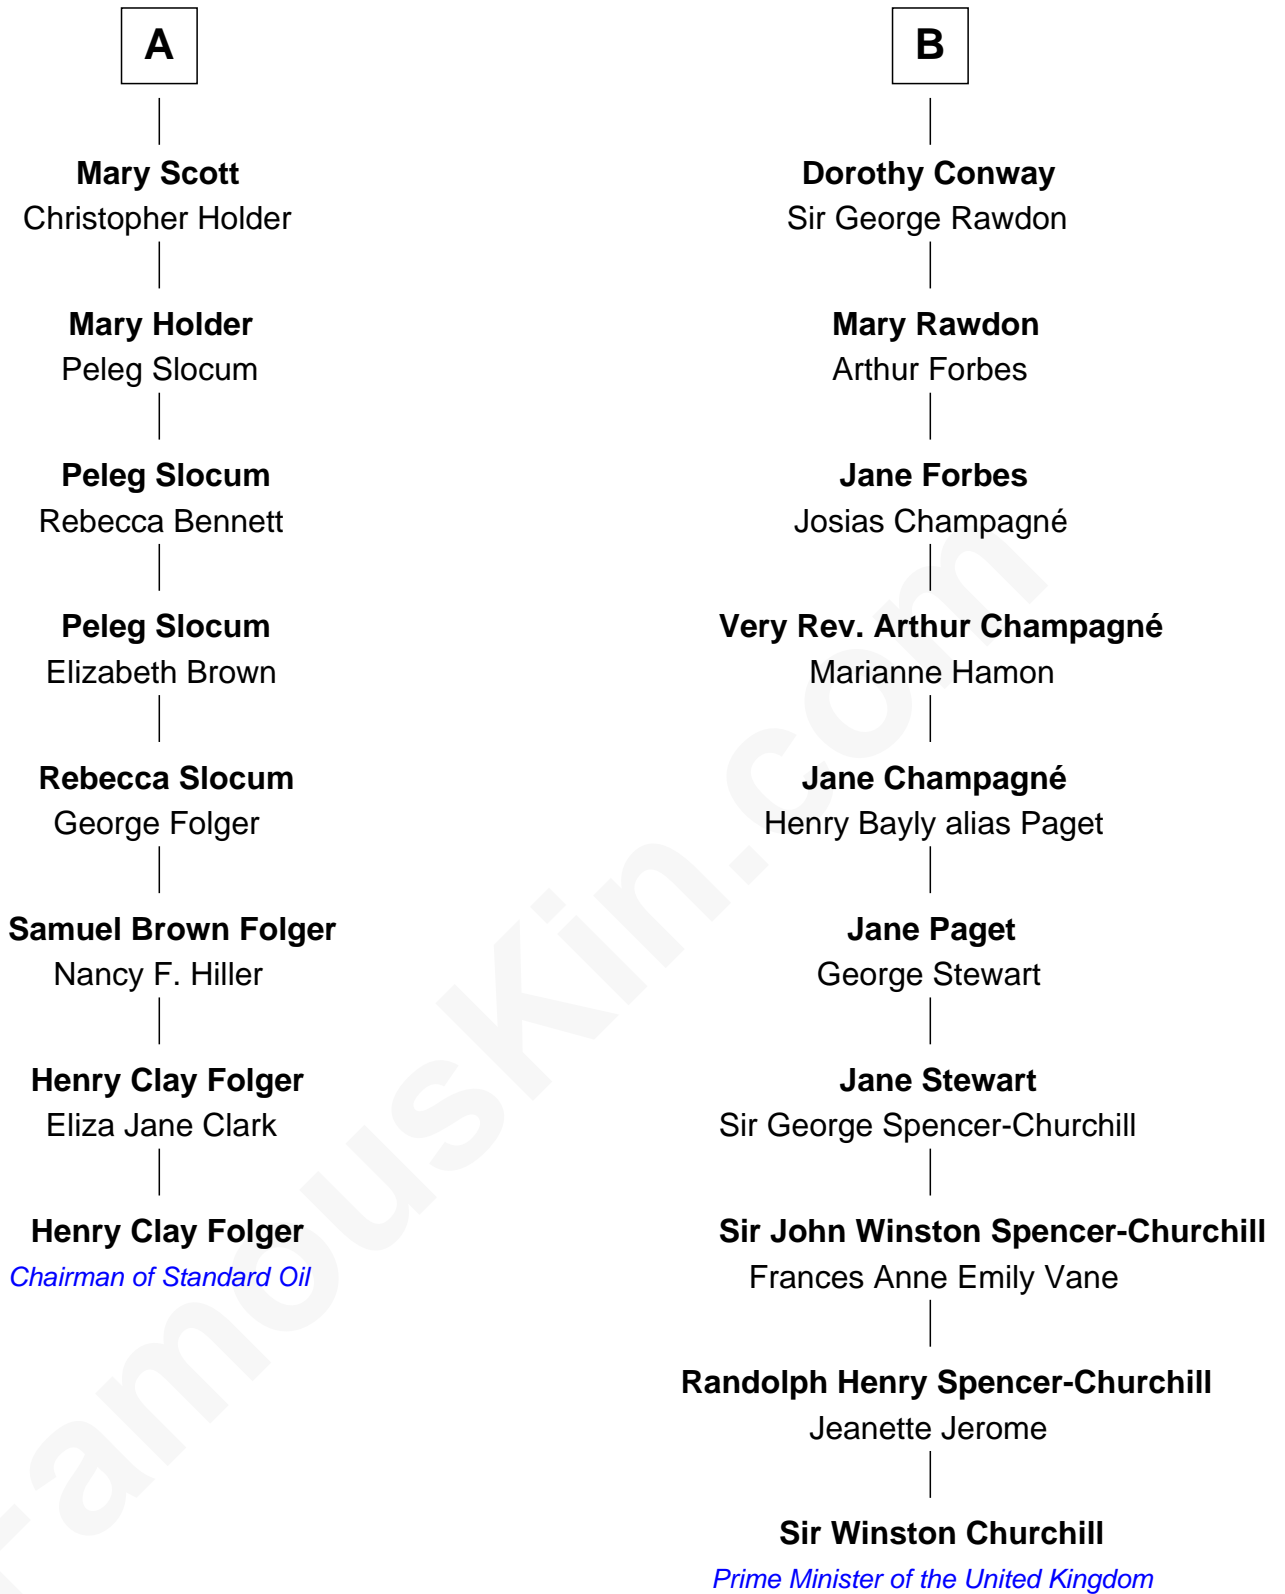 A
Mary Scott
Christopher Holder
Mary Holder
Peleg Slocum
Peleg Slocum
Rebecca Bennett
Peleg Slocum
Elizabeth Brown
Rebecca Slocum
George Folger
Samuel Brown Folger
Nancy F. Hiller
Henry Clay Folger
Eliza Jane Clark
Henry Clay Folger
Chairman of Standard Oil
B
Dorothy Conway
Sir George Rawdon
Mary Rawdon
Arthur Forbes
Jane Forbes
Josias Champagné
Very Rev. Arthur Champagné
Marianne Hamon
Jane Champagné
Henry Bayly alias Paget
Jane Paget
George Stewart
Jane Stewart
Sir George Spencer-Churchill
Sir John Winston Spencer-Churchill
Frances Anne Emily Vane
Randolph Henry Spencer-Churchill
Jeanette Jerome
Sir Winston Churchill
Prime Minister of the United Kingdom
FamousKin.com